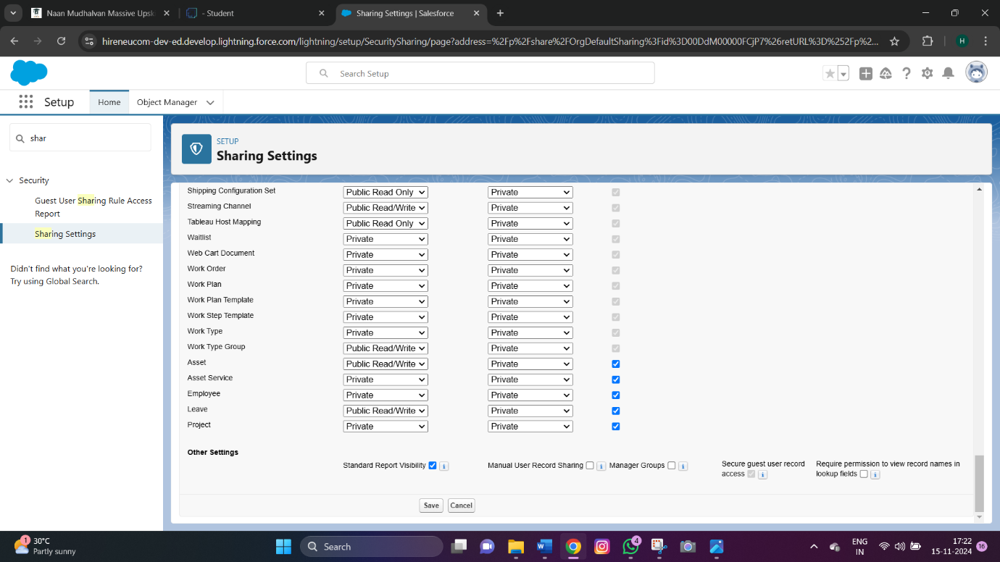 Naan Mudhalvan Massive Upsk
- Student
Sharing Settings | Salesforce
hireneucom-dev-ed.develop.lightning.force.com/lightning/setup/SecuritySharing/page?address=%2Fp%2Fshare%2FOrgDefaultSharing%3Fid%3D00DdM00000FCjP7%26retURL%3D%252Fp%2...
H
Search Setup
Setup
Home
Object Manager
shar
Security
Guest User Sharing Rule Access
Report
Sharing Settings
Didn't find what you're looking for?
Try using Global Search.
SETUP
Sharing Settings
Shipping Configuration Set Public Read Only Private
Streaming Channel Public Read/Write Private
Tableau Host Mapping Public Read Only Private
Waitlist Private Private
Web Cart Document Private Private
Work Order Private Private
Work Plan Private Private
Work Plan Template Private Private
Work Step Template Private Private
Work Type Private Private
Work Type Group Public Read/Write Private
Asset Public Read/Write Private
Asset Service Private Private
Employee Private Private
Leave Public Read/Write Private
Project Private Private
Other Settings
Standard Report Visibility i Manual User Record Sharing i Manager Groups i
Secure guest user record
access i
Require permission to view record names in
lookup fields i
Save Cancel
1
30°C
Partly sunny
Search
4
ENG
IN
17:22
15-11-2024
16